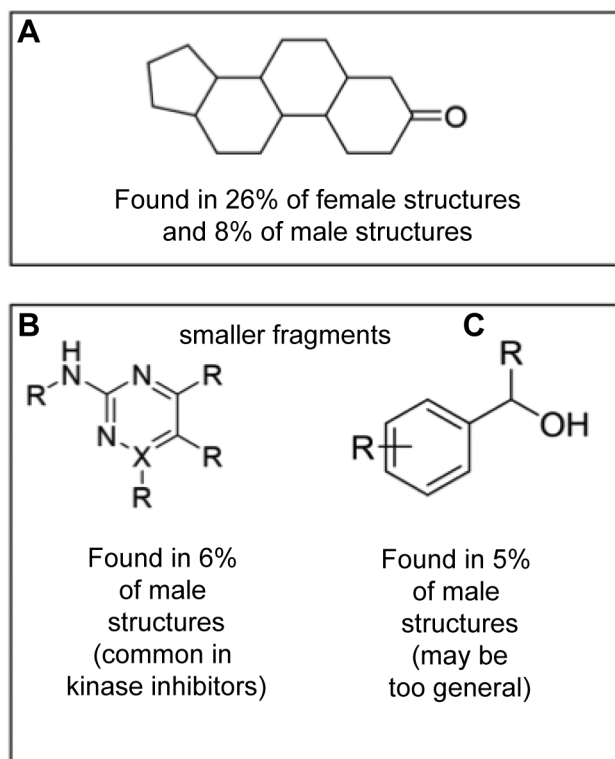 A
O
Found in 26% of female structures
and 8% of male structures
B
smaller fragments
C
H
N
R
N
R
N
X
R
R
R
R
OH
Found in 6%
of male
structures
(common in
kinase inhibitors)
Found in 5%
of male
structures
(may be
too general)